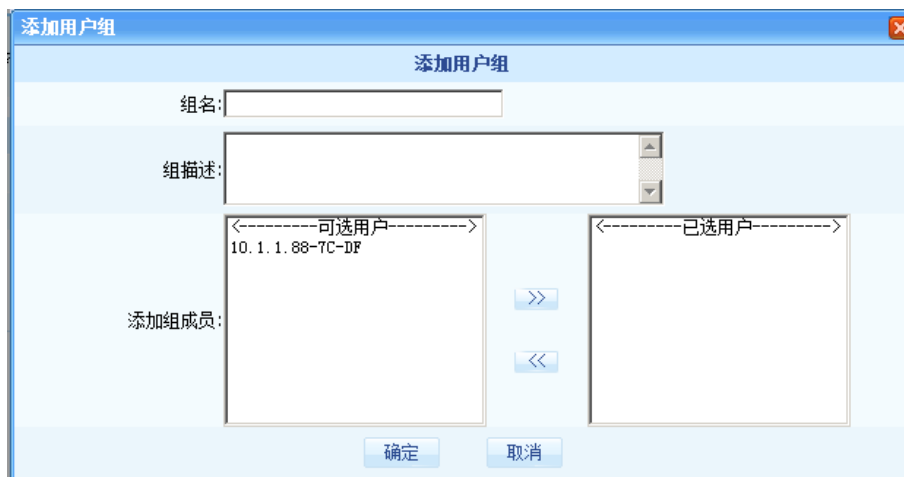 添加用户组
添加用户组
组名:
组描述:
添加组成员:
<---------可选用户--------->
10.1.1.88-7C-DF
>>
<<
<---------已选用户--------->
确定 取消